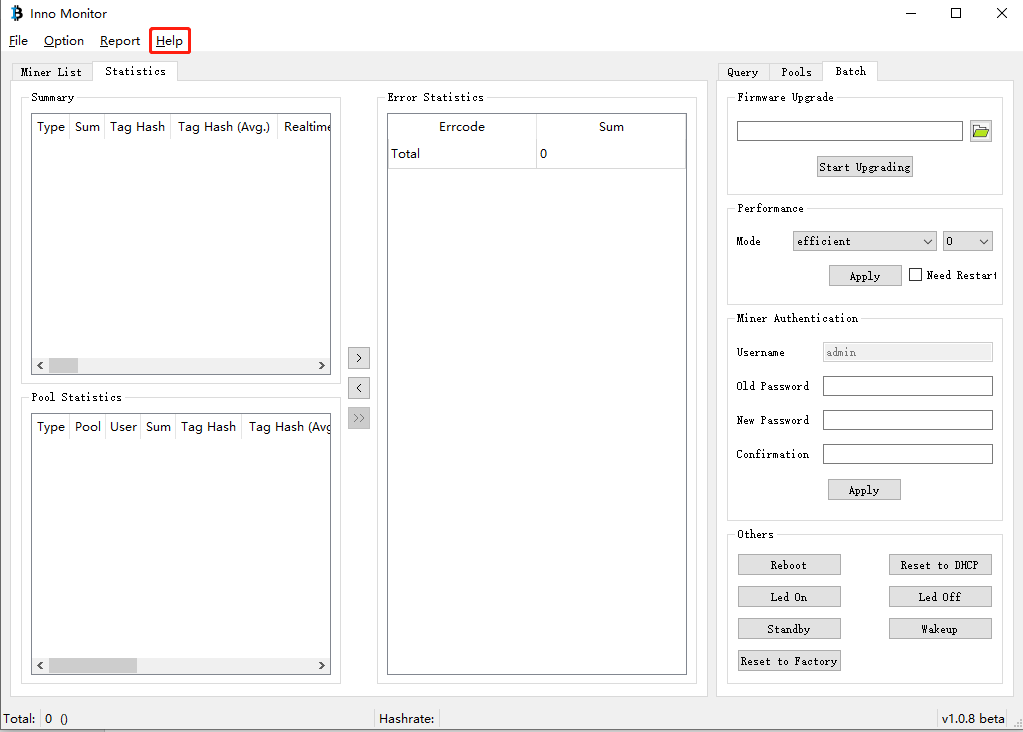 Inno Monitor
File Option Report Help
Miner List Statistics
Summary
Type Sum Tag Hash Tag Hash (Avg.) Realtime
Pool Statistics
Type Pool User Sum Tag Hash Tag Hash (Avg
>
<
>>
Error Statistics
Errcode Sum
Total 0
Query Pools Batch
Firmware Upgrade
Start Upgrading
Performance
Mode efficient 0
Apply Need Restart
Miner Authentication
Username admin
Old Password
New Password
Confirmation
Apply
Others
Reboot Reset to DHCP
Led On Led Off
Standby Wakeup
Reset to Factory
Total: 0 () Hashrate: v1.0.8 beta